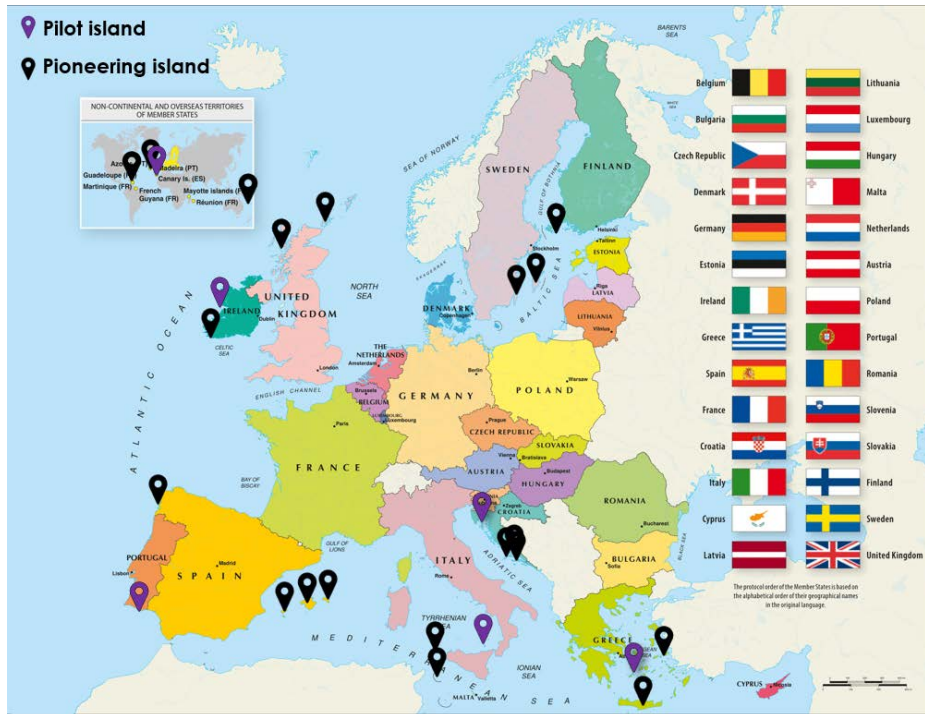 Pilot island
Pioneering island
NON-CONTINENTAL AND OVERSEAS TERRITORIES
OF MEMBER STATES
Guadeloupe
Canary Is. (ES)
Martinique (FR)
French
Guyana (FR)
Mayotte islands
Réunion (FR)
BARENTS
SEA
WHITE
SEA
SEA OF NORWAY
SWEDEN
FINLAND
GULF OF BOTHNIA
Helsinki
Tallinn
Stockholm
ESTONIA
SKAGERRAK
BALTIC SEA
Riga
LATVIA
LITHUANIA
Vilnius
NORTH
SEA
DENMARK
Copenhagen
UNITED
KINGDOM
IRELAND
Dublin
CELTIC
SEA
London
ATLANTIC OCEAN
ENGLISH CHANNEL
THE
NETHERLANDS
Amsterdam
Brussels
BELGIUM
LUXEMBOURG
Luxembourg
GERMANY
Berlin
POLAND
Warsaw
Prague
CZECH REPUBLIC
SLOVAKIA
Bratislava
Vienna
AUSTRIA
Budapest
HUNGARY
Paris
FRANCE
BAY OF
BISCAY
GULF OF
LIONS
Zagreb
CROATIA
ROMANIA
Bucharest
BLACK SEA
BULGARIA
Sofia
ITALY
Roma
ADRIATIC SEA
PORTUGAL
Lisbon
Madrid
SPAIN
TYRRHENIAN
MEDITERRANEAN SEA
IONIAN
SEA
MALTA
Valletta
GREECE
CYPRUS
Nicosia
Belgium
Lithuania
Bulgaria
Luxembourg
Czech Republic
Hungary
Denmark
Malta
Germany
Netherlands
Estonia
Austria
Ireland
Poland
Greece
Portugal
Spain
Romania
France
Slovenia
Croatia
Slovakia
Italy
Finland
Cyprus
Sweden
Latvia
United Kingdom
The protocol order of the Member States is based on
the alphabetical order of their geographical names
in the original language.